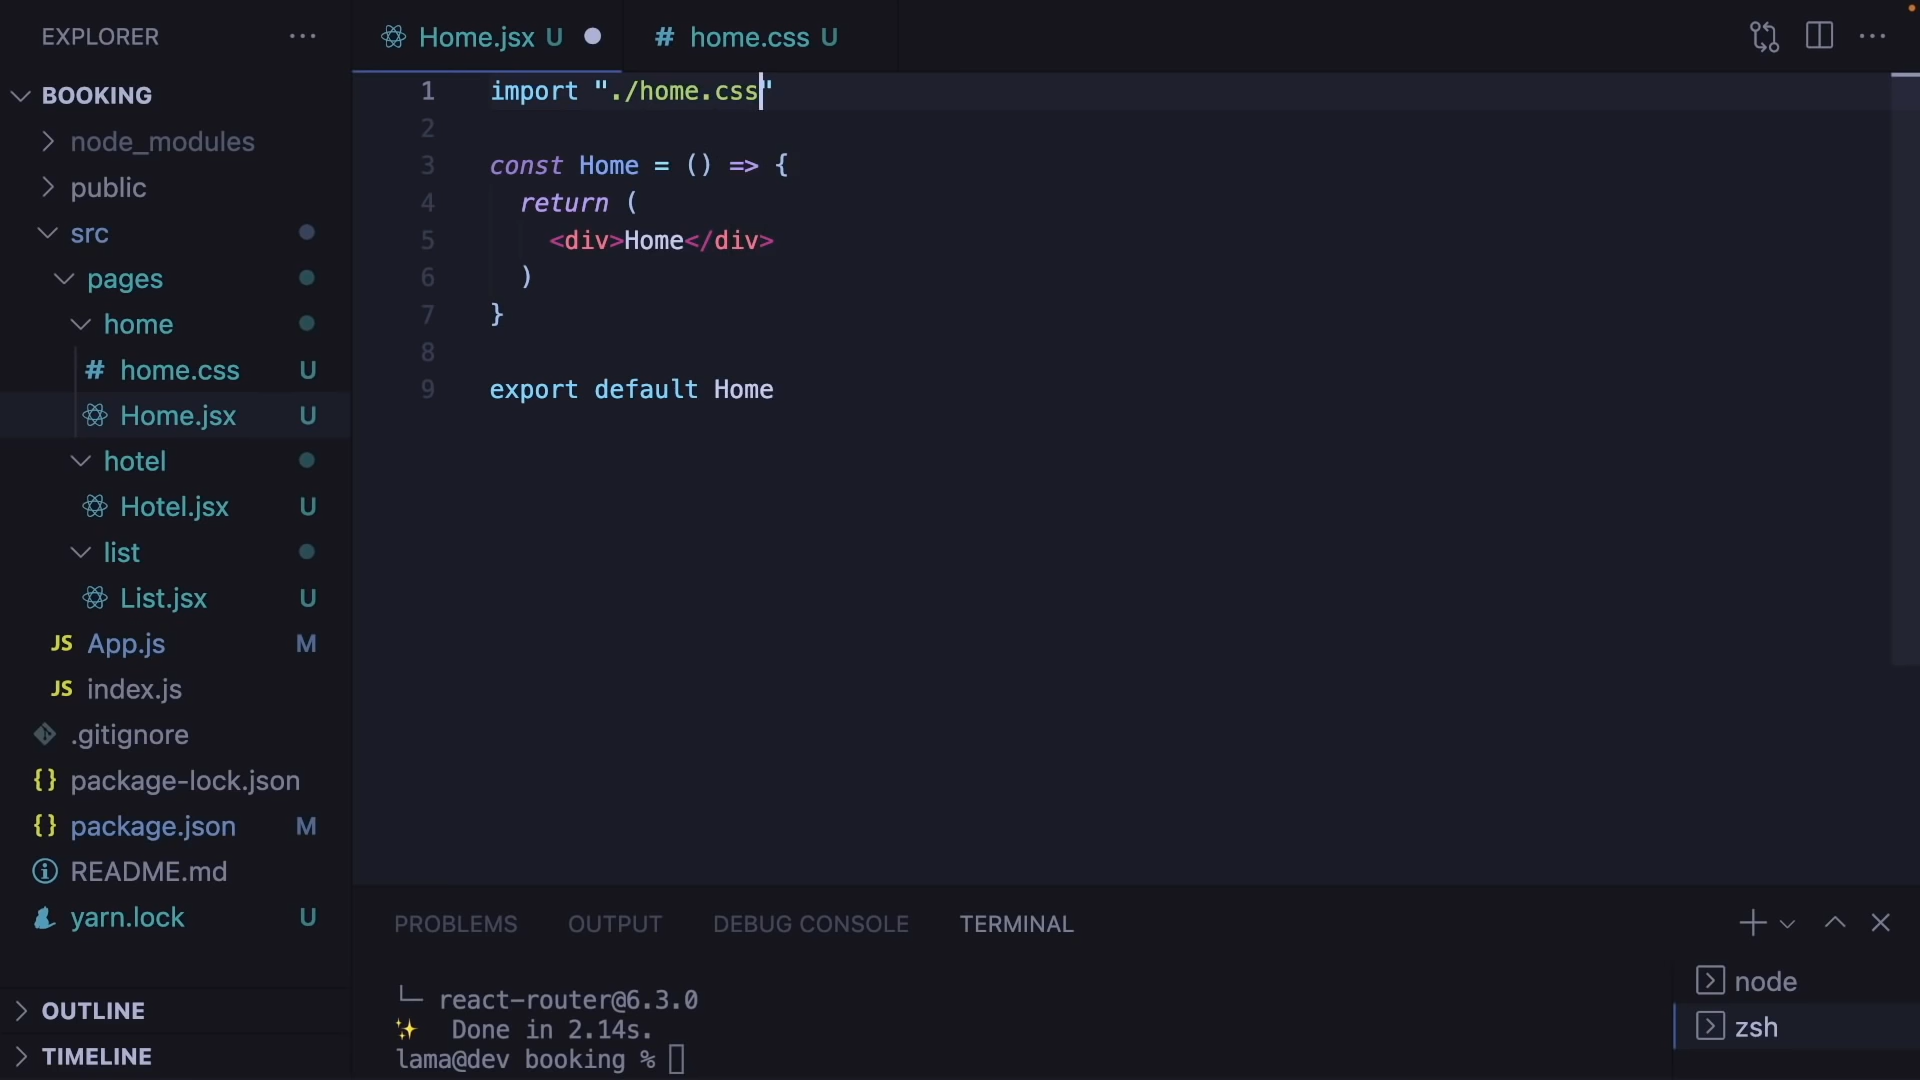 EXPLORER
BOOKING
node_modules
public
src
pages
home
# home.css U
Home.jsx U
hotel
Hotel.jsx U
list
List.jsx U
JS App.js M
JS index.js
.gitignore
{} package-lock.json
{} package.json M
README.md
yarn.lock U
OUTLINE
TIMELINE
Home.jsx U
# home.css U
1 import "./home.css"
2
3 const Home = () => {
4 return (
5 <div>Home</div>
6 )
7 }
8
9 export default Home
PROBLEMS OUTPUT DEBUG CONSOLE TERMINAL
└─ react-router@6.3.0
✨ Done in 2.14s.
lama@dev booking %
node
zsh